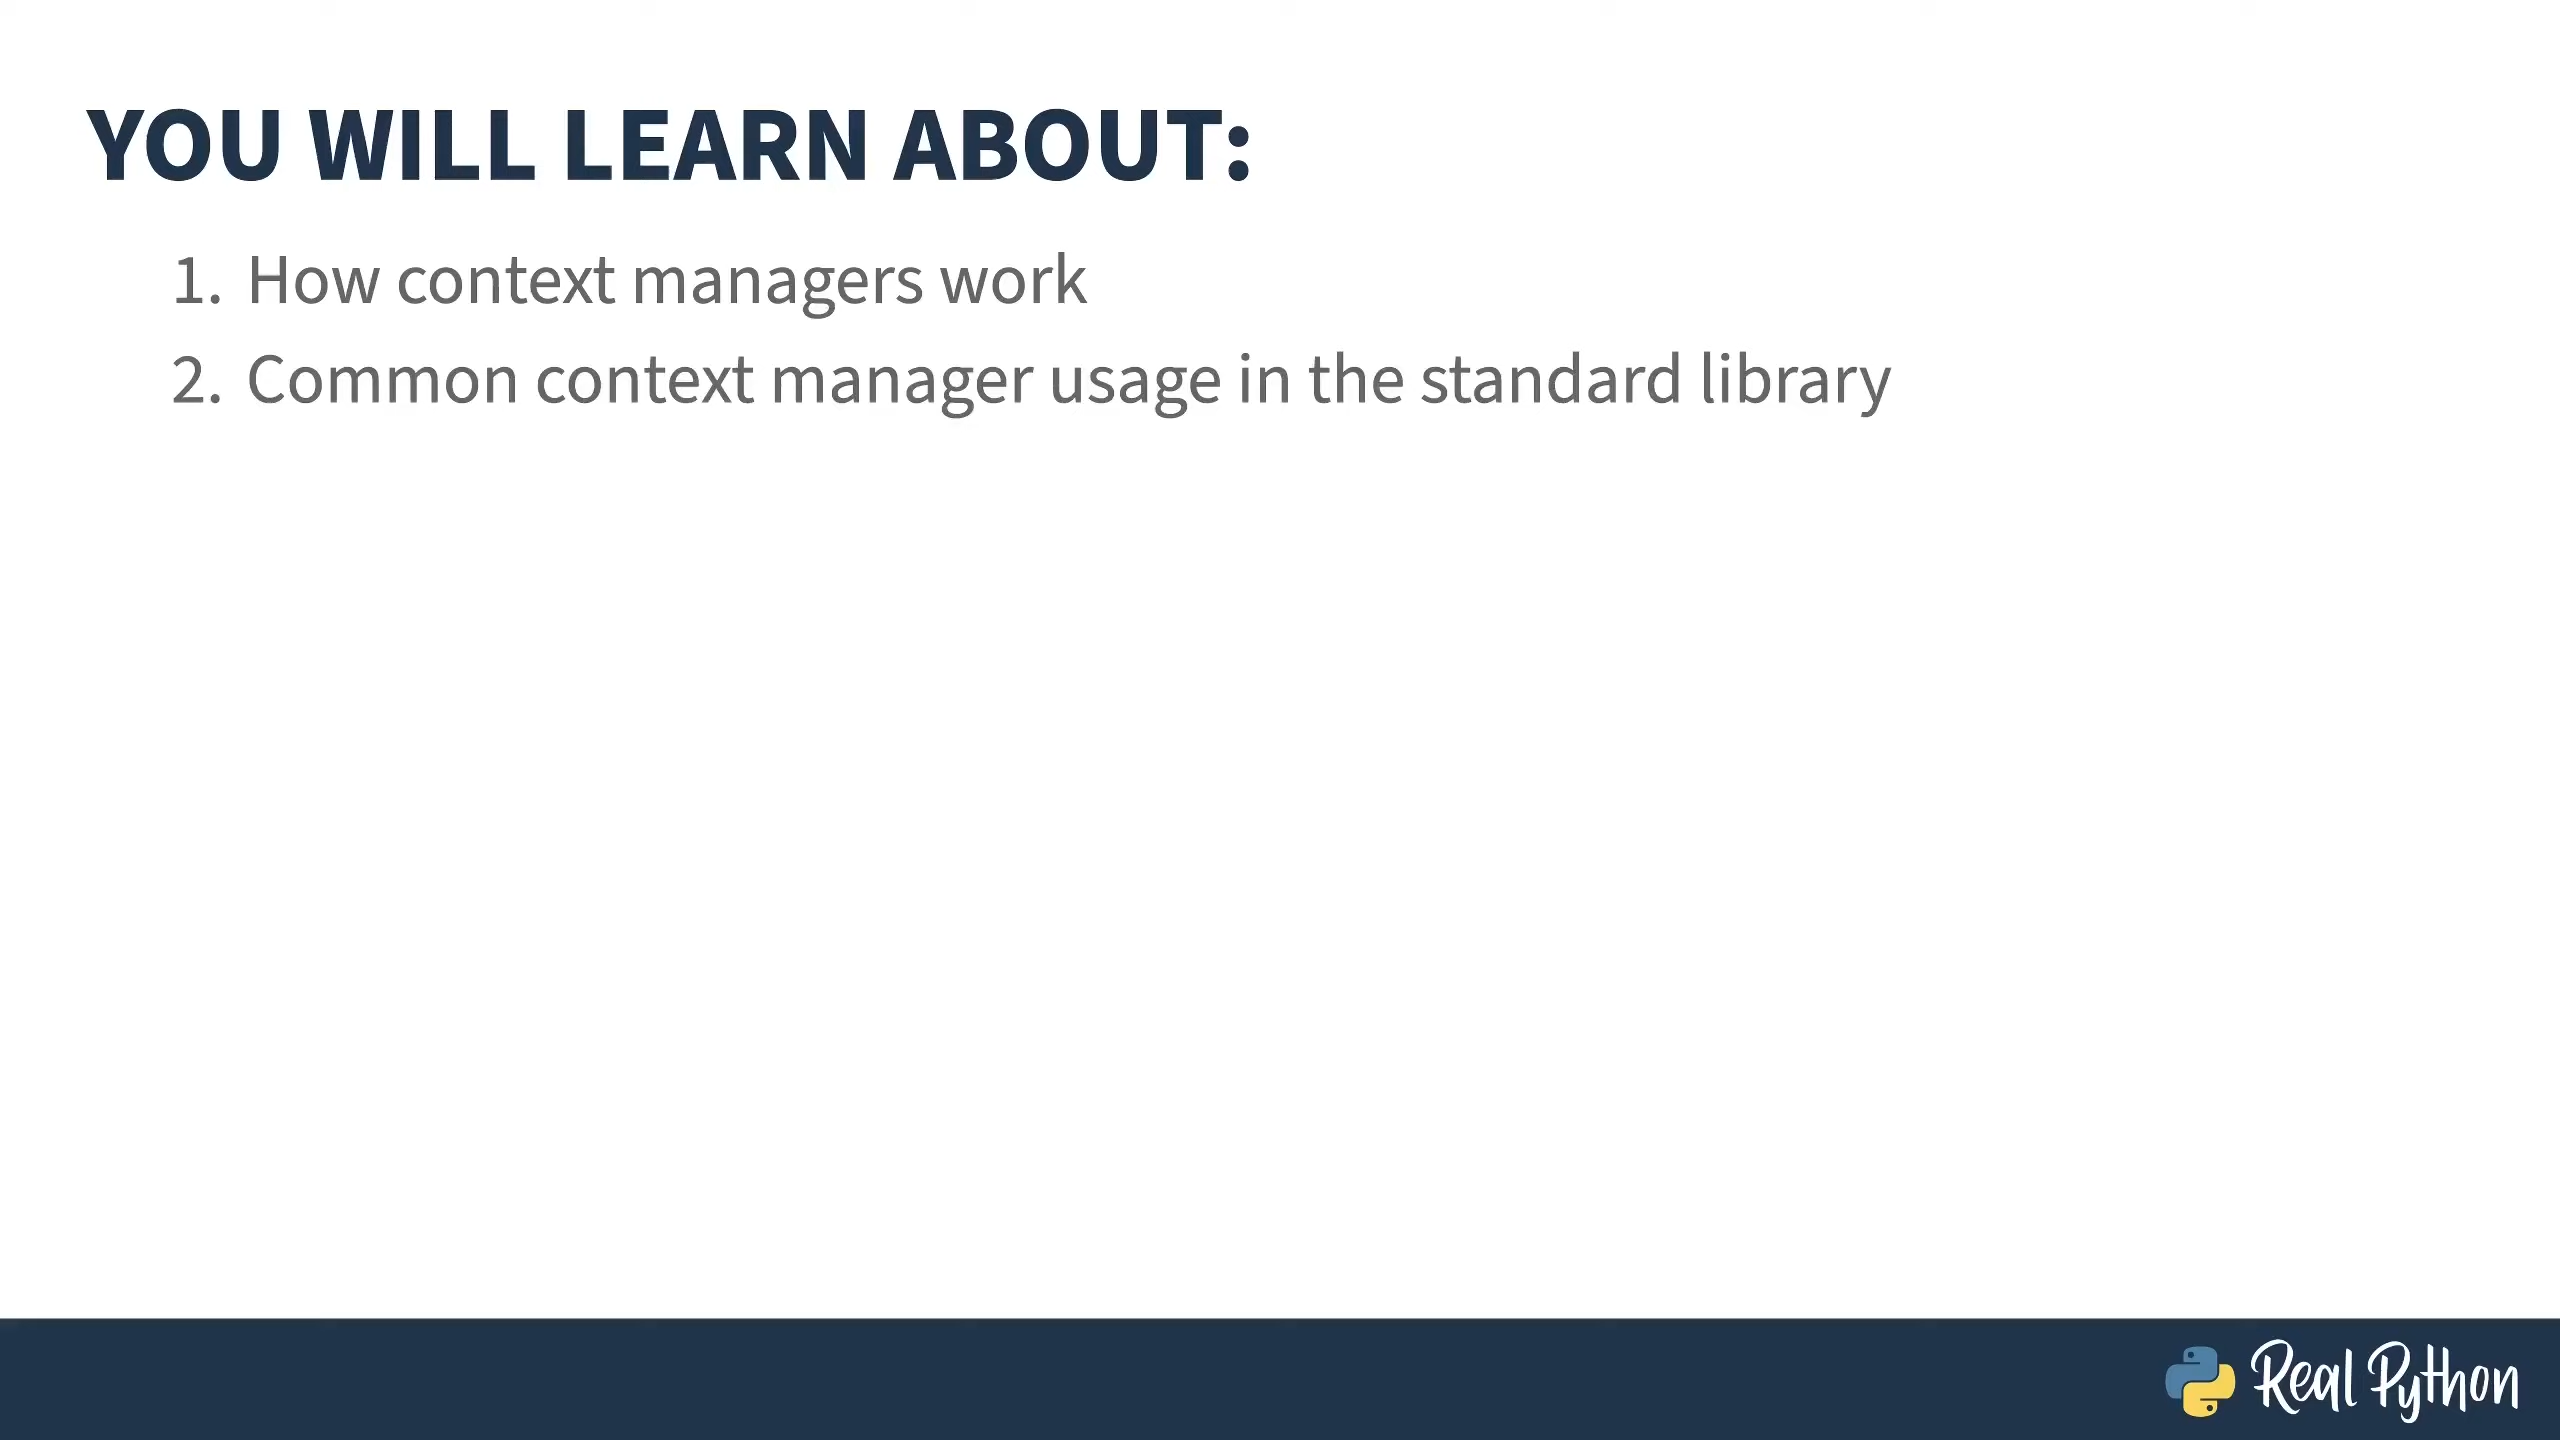 YOU WILL LEARN ABOUT:
1. How context managers work
2. Common context manager usage in the standard library
Real Python